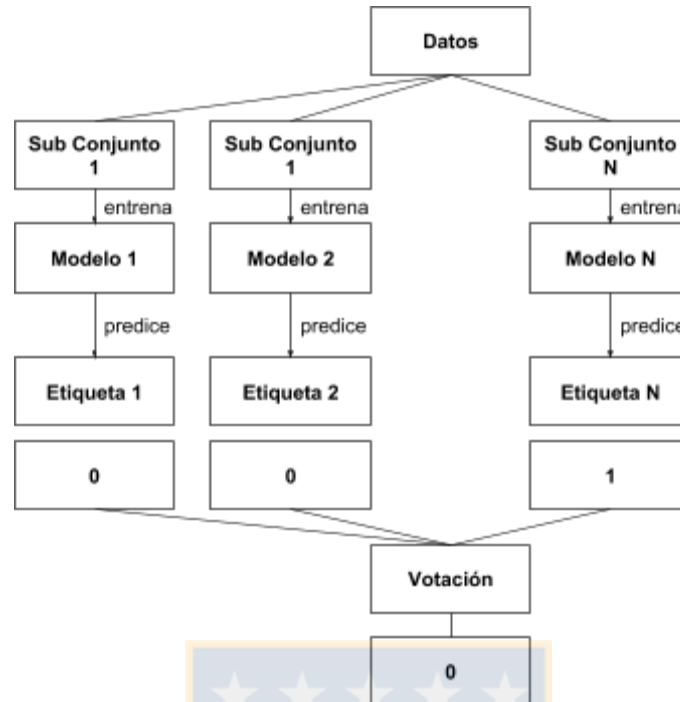 Datos
Sub Conjunto
1
Sub Conjunto
1
Sub Conjunto
N
entrena
entrena
entrena
Modelo 1
Modelo 2
Modelo N
predice
predice
predice
Etiqueta 1
Etiqueta 2
Etiqueta N
0
0
1
Votación
0